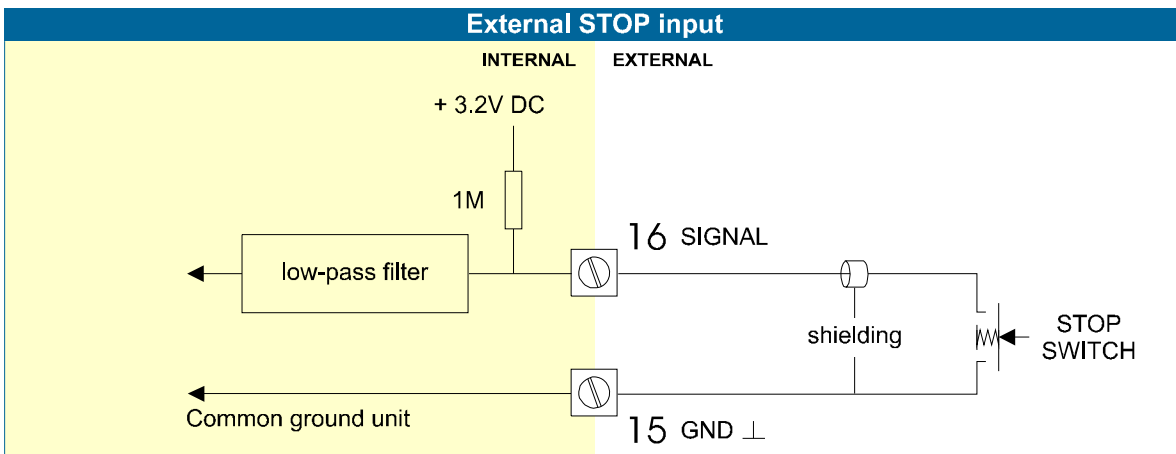 External STOP input
INTERNAL
EXTERNAL
+ 3.2V DC
1M
16 SIGNAL
low-pass filter
shielding
STOP
SWITCH
Common ground unit
15 GND ⊥